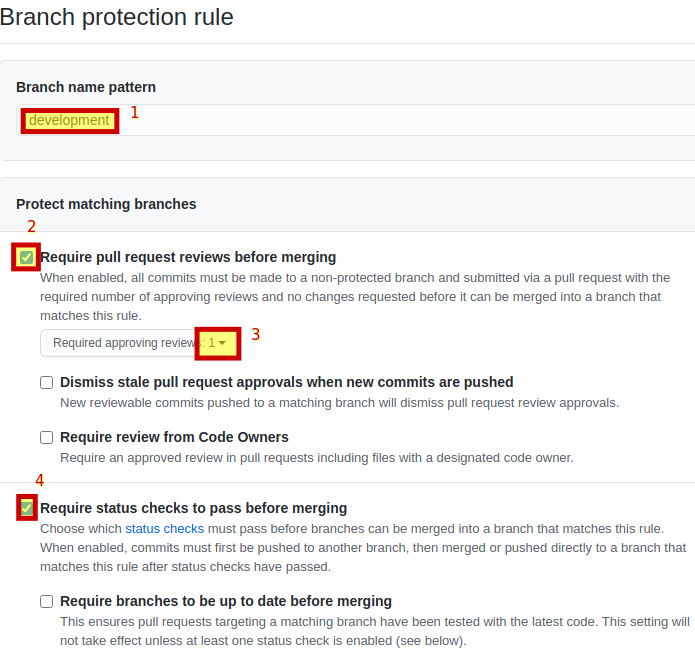 Branch protection rule
Branch name pattern
development 1
Protect matching branches
2
Require pull request reviews before merging
When enabled, all commits must be made to a non-protected branch and submitted via a pull request with the
required number of approving reviews and no changes requested before it can be merged into a branch that
matches this rule.
Required approving reviews: 1 3
Dismiss stale pull request approvals when new commits are pushed
New reviewable commits pushed to a matching branch will dismiss pull request review approvals.
Require review from Code Owners
Require an approved review in pull requests including files with a designated code owner.
4
Require status checks to pass before merging
Choose which status checks must pass before branches can be merged into a branch that matches this rule.
When enabled, commits must first be pushed to another branch, then merged or pushed directly to a branch that
matches this rule after status checks have passed.
Require branches to be up to date before merging
This ensures pull requests targeting a matching branch have been tested with the latest code. This setting will
not take effect unless at least one status check is enabled (see below).